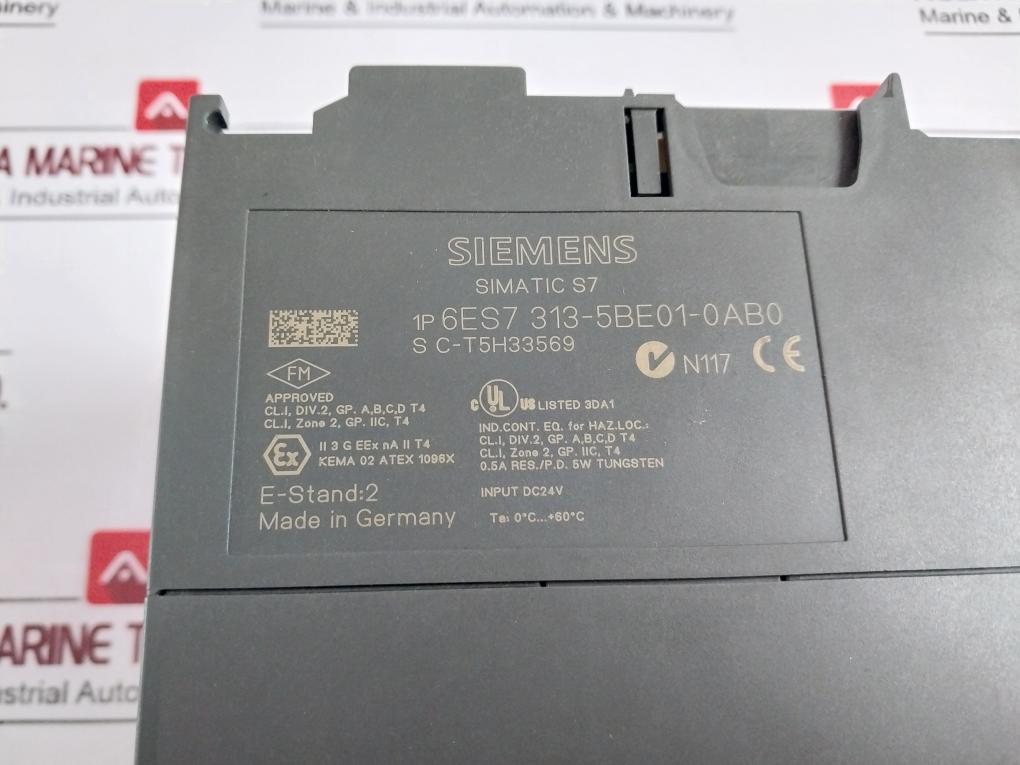 Marine & Industrial Automation & Machinery
Marine &
A MARINE T
Industrial Auto
SIEMENS
SIMATIC S7
1P 6ES7 313-5BE01-0AB0
S C-T5H33569
N117 CE
FM
APPROVED
CL.I, DIV.2, GP. A,B,C,D T4
CL.I, Zone 2, GP. IIC, T4
Ex II 3 G EEx nA II T4
KEMA 02 ATEX 1096X
E-Stand:2
Made in Germany
C UL US LISTED 3DA1
IND.CONT. EQ. for HAZ.LOC.:
CL.I, DIV.2, GP. A,B,C,D T4
CL.I, Zone 2, GP. IIC, T4
0.5A RES./P.D. 5W TUNGSTEN
INPUT DC24V
Ta: 0°C...+60°C
ARINE T
strial Auto